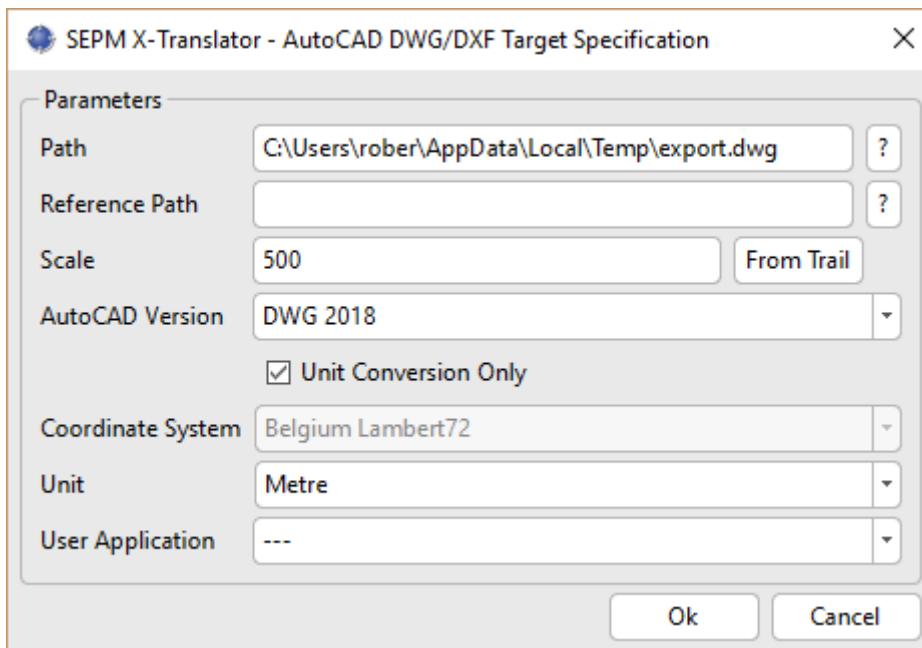 SEPM X-Translator - AutoCAD DWG/DXF Target Specification
Parameters
Path C:\Users\rober\AppData\Local\Temp\export.dwg ?
Reference Path ?
Scale 500 From Trail
AutoCAD Version DWG 2018
Unit Conversion Only
Coordinate System Belgium Lambert72
Unit Metre
User Application ---
Ok Cancel